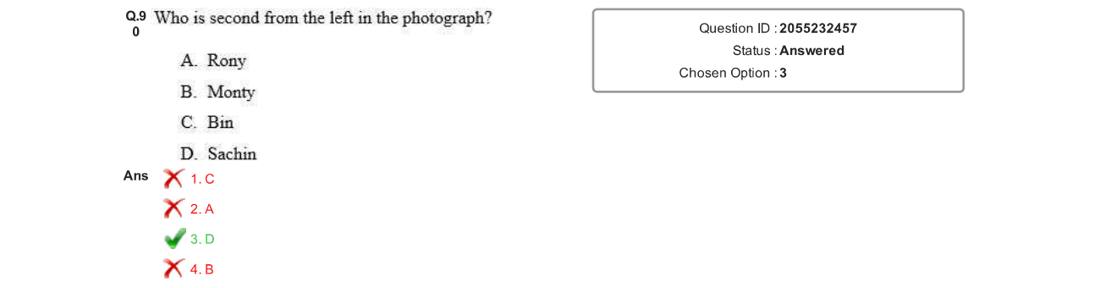 Q.9 Who is second from the left in the photograph?
0
A. Rony
B. Monty
C. Bin
D. Sachin
Ans 1. C
2. A
3. D
4. B
Question ID : 2055232457
Status : Answered
Chosen Option : 3